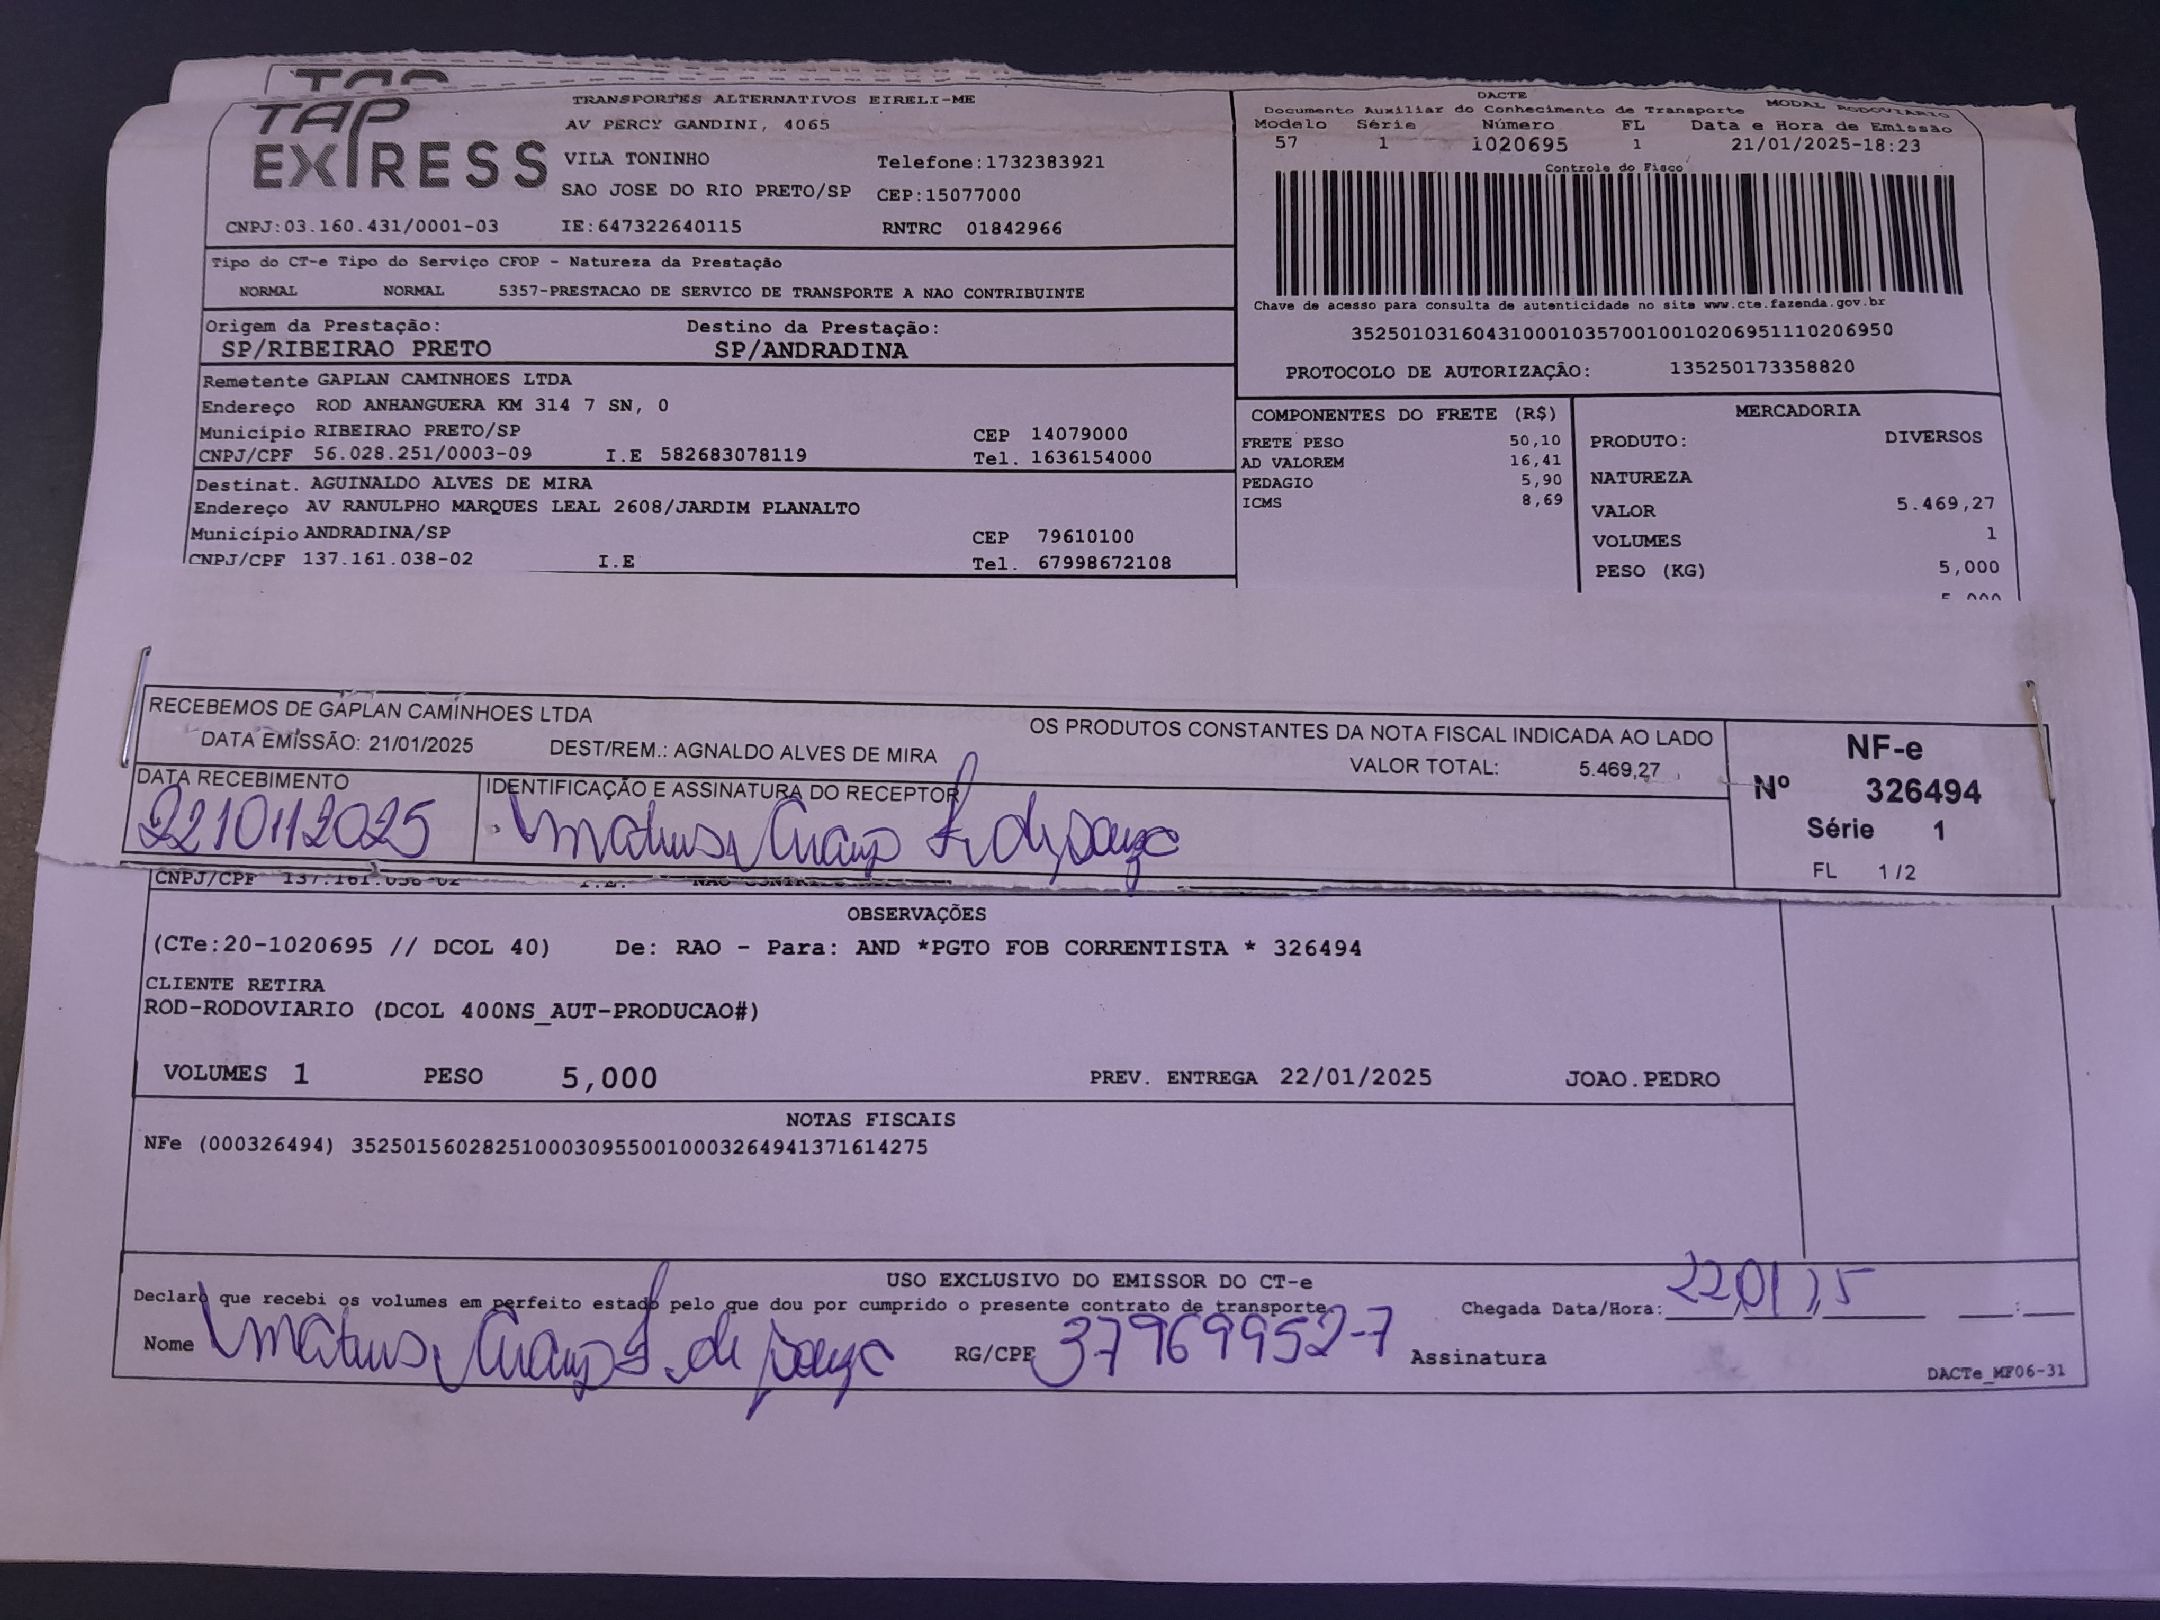 TAP
TAP
EXPRESS
TRANSPORTES ALTERNATIVOS EIRELI-ME
AV PERCY GANDINI, 4065
VILA TONINHO Telefone:1732383921
SAO JOSE DO RIO PRETO/SP CEP:15077000
CNPJ:03.160.431/0001-03 IE:647322640115 RNTRC 01842966
DACTE
Documento Auxiliar do Conhecimento de Transporte MODAL RODOVIARIO
Modelo Série Número FL Data e Hora de Emissão
57 1 1020695 1 21/01/2025-18:23
Controle do Fisco
Chave de acesso para consulta de autenticidade no site www.cte.fazenda.gov.br
35250103160431000103570010010206951110206950
PROTOCOLO DE AUTORIZAÇÃO: 135250173358820
Tipo do CT-e Tipo do Serviço CFOP - Natureza da Prestação
NORMAL NORMAL 5357-PRESTACAO DE SERVICO DE TRANSPORTE A NAO CONTRIBUINTE
Origem da Prestação: Destino da Prestação:
SP/RIBEIRAO PRETO SP/ANDRADINA
Remetente GAPLAN CAMINHOES LTDA
Endereço ROD ANHANGUERA KM 314 7 SN, 0
Município RIBEIRAO PRETO/SP CEP 14079000
CNPJ/CPF 56.028.251/0003-09 I.E 582683078119 Tel. 1636154000
Destinat. AGUINALDO ALVES DE MIRA
Endereço AV RANULPHO MARQUES LEAL 2608/JARDIM PLANALTO
Município ANDRADINA/SP CEP 79610100
CNPJ/CPF 137.161.038-02 I.E Tel. 67998672108
COMPONENTES DO FRETE (R$)
FRETE PESO 50,10
AD VALOREM 16,41
PEDAGIO 5,90
ICMS 8,69
MERCADORIA
PRODUTO: DIVERSOS
NATUREZA
VALOR 5.469,27
VOLUMES 1
PESO (KG) 5,000
5,000
RECEBEMOS DE GAPLAN CAMINHOES LTDA OS PRODUTOS CONSTANTES DA NOTA FISCAL INDICADA AO LADO
DATA EMISSÃO: 21/01/2025 DEST/REM.: AGNALDO ALVES DE MIRA VALOR TOTAL: 5.469,27
DATA RECEBIMENTO IDENTIFICAÇÃO E ASSINATURA DO RECEPTOR
22/01/2025
NF-e
Nº 326494
Série 1
FL 1/2
CNPJ/CPF 137.161.038-02 I.E. NAO
OBSERVAÇÕES
(CTe:20-1020695 // DCOL 40) De: RAO - Para: AND *PGTO FOB CORRENTISTA * 326494
CLIENTE RETIRA
ROD-RODOVIARIO (DCOL 400NS_AUT-PRODUCAO#)
VOLUMES 1 PESO 5,000 PREV. ENTREGA 22/01/2025 JOAO.PEDRO
NOTAS FISCAIS
NFe (000326494) 35250156028251000309550010003264941371614275
USO EXCLUSIVO DO EMISSOR DO CT-e
Declaro que recebi os volumes em perfeito estado pelo que dou por cumprido o presente contrato de transporte. Chegada Data/Hora: 22 01 25 :
Nome RG/CPF 37969952-7 Assinatura
DACTe_MF06-31